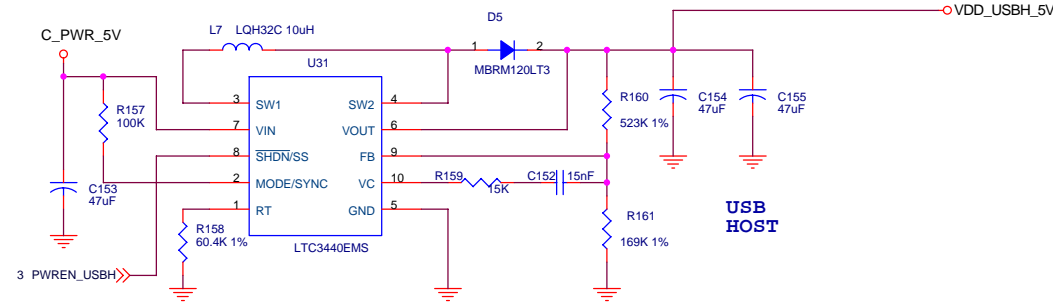 VDD_USBH_5V
D5
L7 LQH32C 10uH
C_PWR_5V
1 2
MBRM120LT3
U31
3 SW1 SW2 4
7 VIN VOUT 6
8 SHDN/SS FB 9
2 MODE/SYNC VC 10
1 RT GND 5
LTC3440EMS
R157
100K
C153
47uF
R158
60.4K 1%
R159
15K
C152 15nF
R160
523K 1%
C154
47uF
C155
47uF
R161
169K 1%
USB
HOST
3 PWREN_USBH